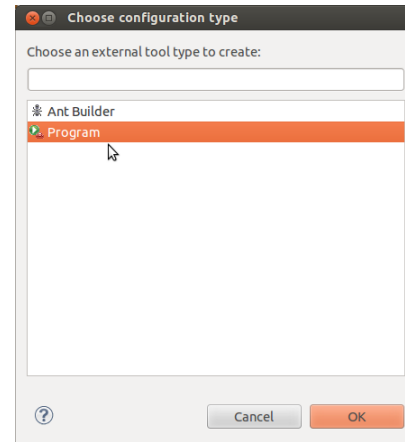 Choose configuration type
Choose an external tool type to create:
Ant Builder
Program
?
Cancel
OK